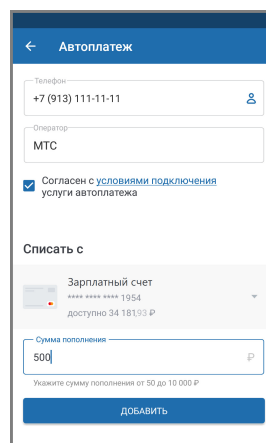 Автоплатеж
Телефон
+7 (913) 111-11-11
Оператор
МТС
Согласен с условиями подключения
услуги автоплатежа
Списать с
Зарплатный счет
**** **** **** 1954
доступно 34 181,93 ₽
Сумма пополнения
500 ₽
Укажите сумму пополнения от 50 до 10 000 ₽
ДОБАВИТЬ